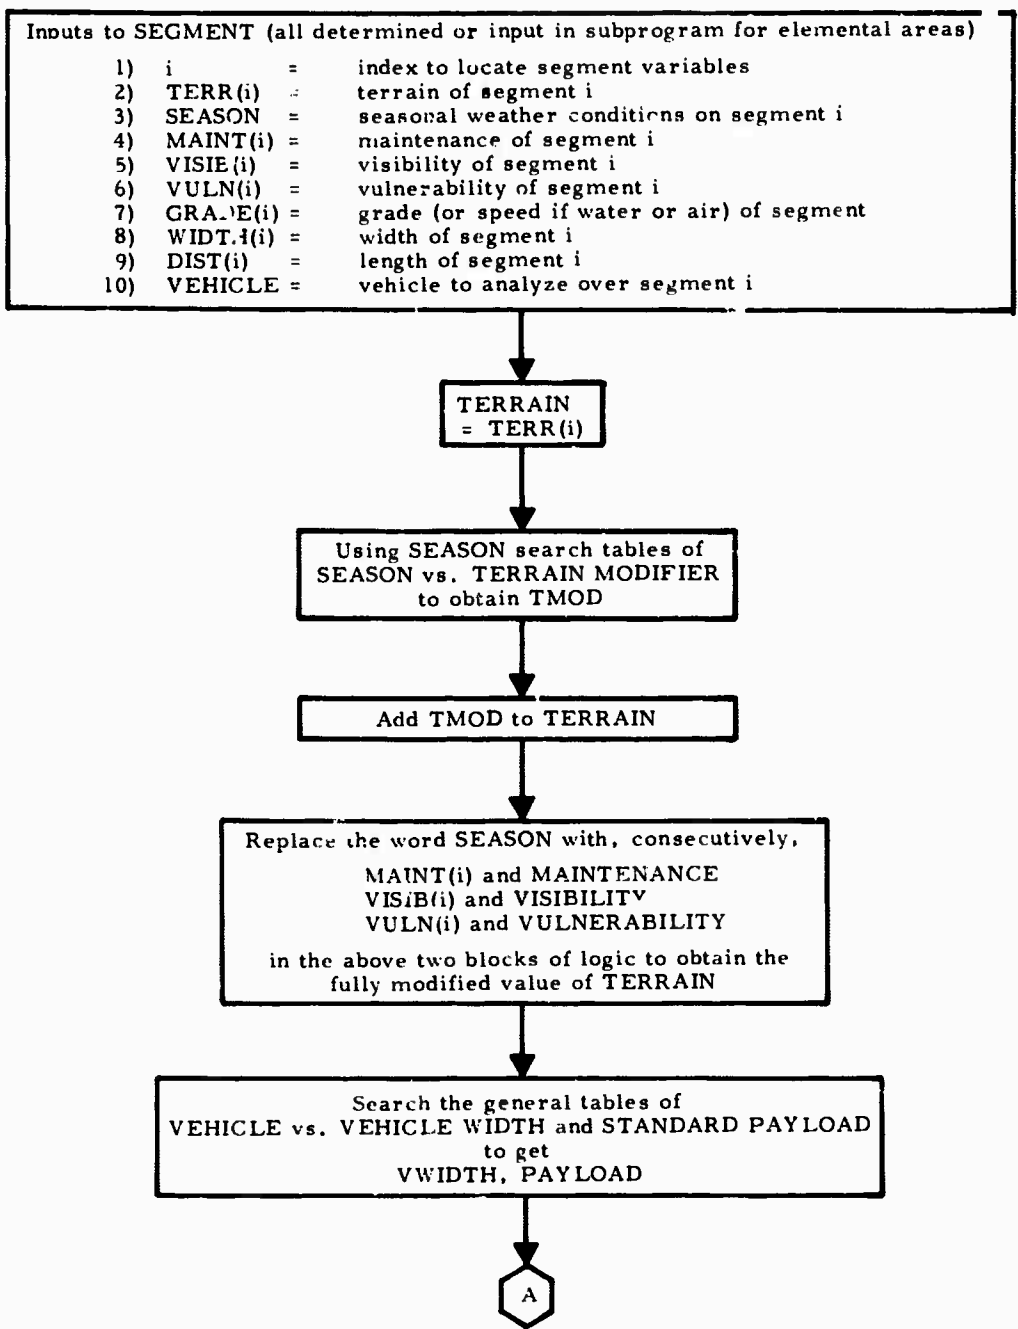 Inputs to SEGMENT (all determined or input in subprogram for elemental areas)
1) i = index to locate segment variables
2) TERR(i) = terrain of segment i
3) SEASON = seasonal weather conditions on segment i
4) MAINT(i) = maintenance of segment i
5) VISIB(i) = visibility of segment i
6) VULN(i) = vulnerability of segment i
7) GRADE(i) = grade (or speed if water or air) of segment
8) WIDTH(i) = width of segment i
9) DIST(i) = length of segment i
10) VEHICLE = vehicle to analyze over segment i
TERRAIN
= TERR(i)
Using SEASON search tables of
SEASON vs. TERRAIN MODIFIER
to obtain TMOD
Add TMOD to TERRAIN
Replace the word SEASON with, consecutively,
MAINT(i) and MAINTENANCE
VISIB(i) and VISIBILITY
VULN(i) and VULNERABILITY
in the above two blocks of logic to obtain the
fully modified value of TERRAIN
Search the general tables of
VEHICLE vs. VEHICLE WIDTH and STANDARD PAYLOAD
to get
VWIDTH, PAYLOAD
A